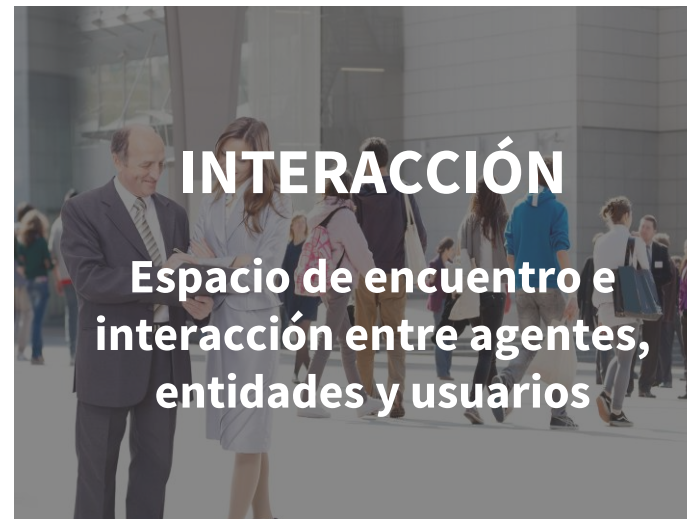 INTERACCIÓN
Espacio de encuentro e
interacción entre agentes,
entidades y usuarios